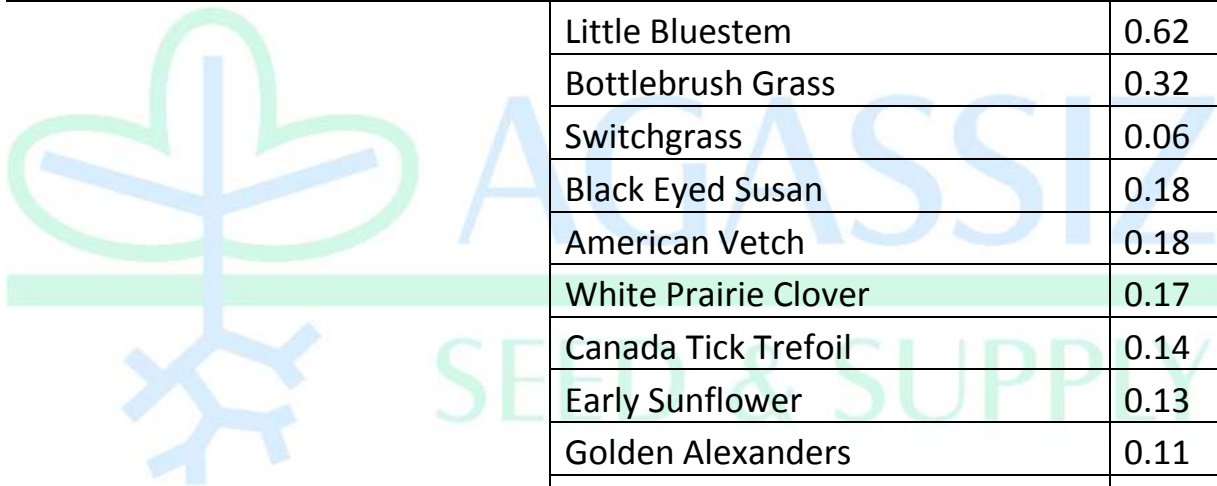 Little Bluestem 0.62
Bottlebrush Grass 0.32
Switchgrass 0.06
Black Eyed Susan 0.18
American Vetch 0.18
White Prairie Clover 0.17
Canada Tick Trefoil 0.14
Early Sunflower 0.13
Golden Alexanders 0.11
AGASSIZ
SEED & SUPPLY